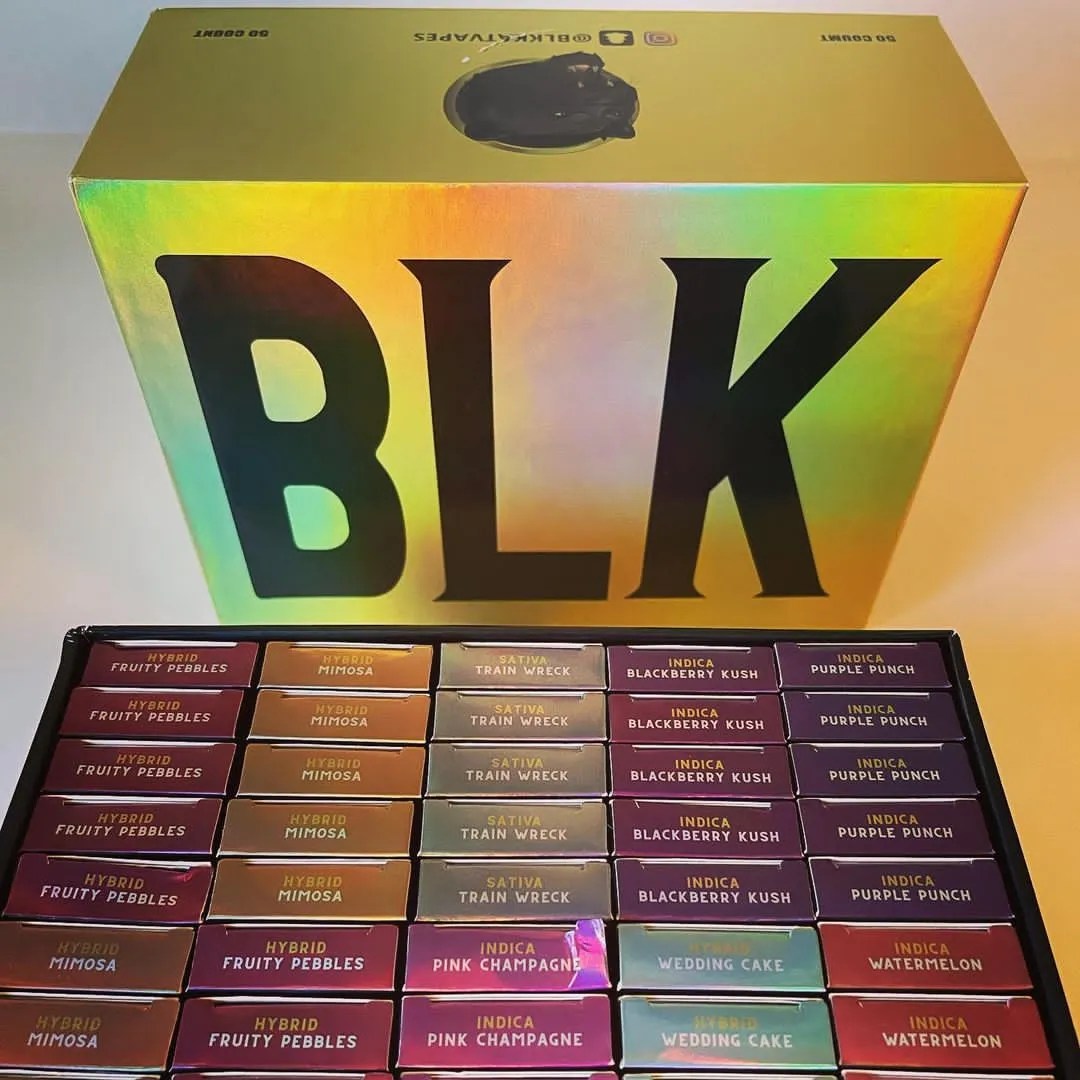 50 COUNT
@BLKKATVAPES
50 COUNT
BLK
HYBRID
FRUITY PEBBLES
HYBRID
MIMOSA
SATIVA
TRAIN WRECK
INDICA
BLACKBERRY KUSH
INDICA
PURPLE PUNCH
HYBRID
FRUITY PEBBLES
HYBRID
MIMOSA
SATIVA
TRAIN WRECK
INDICA
BLACKBERRY KUSH
INDICA
PURPLE PUNCH
HYBRID
FRUITY PEBBLES
HYBRID
MIMOSA
SATIVA
TRAIN WRECK
INDICA
BLACKBERRY KUSH
INDICA
PURPLE PUNCH
HYBRID
FRUITY PEBBLES
HYBRID
MIMOSA
SATIVA
TRAIN WRECK
INDICA
BLACKBERRY KUSH
INDICA
PURPLE PUNCH
HYBRID
FRUITY PEBBLES
HYBRID
MIMOSA
SATIVA
TRAIN WRECK
INDICA
BLACKBERRY KUSH
INDICA
PURPLE PUNCH
HYBRID
MIMOSA
HYBRID
FRUITY PEBBLES
INDICA
PINK CHAMPAGNE
HYBRID
WEDDING CAKE
INDICA
WATERMELON
HYBRID
MIMOSA
HYBRID
FRUITY PEBBLES
INDICA
PINK CHAMPAGNE
HYBRID
WEDDING CAKE
INDICA
WATERMELON